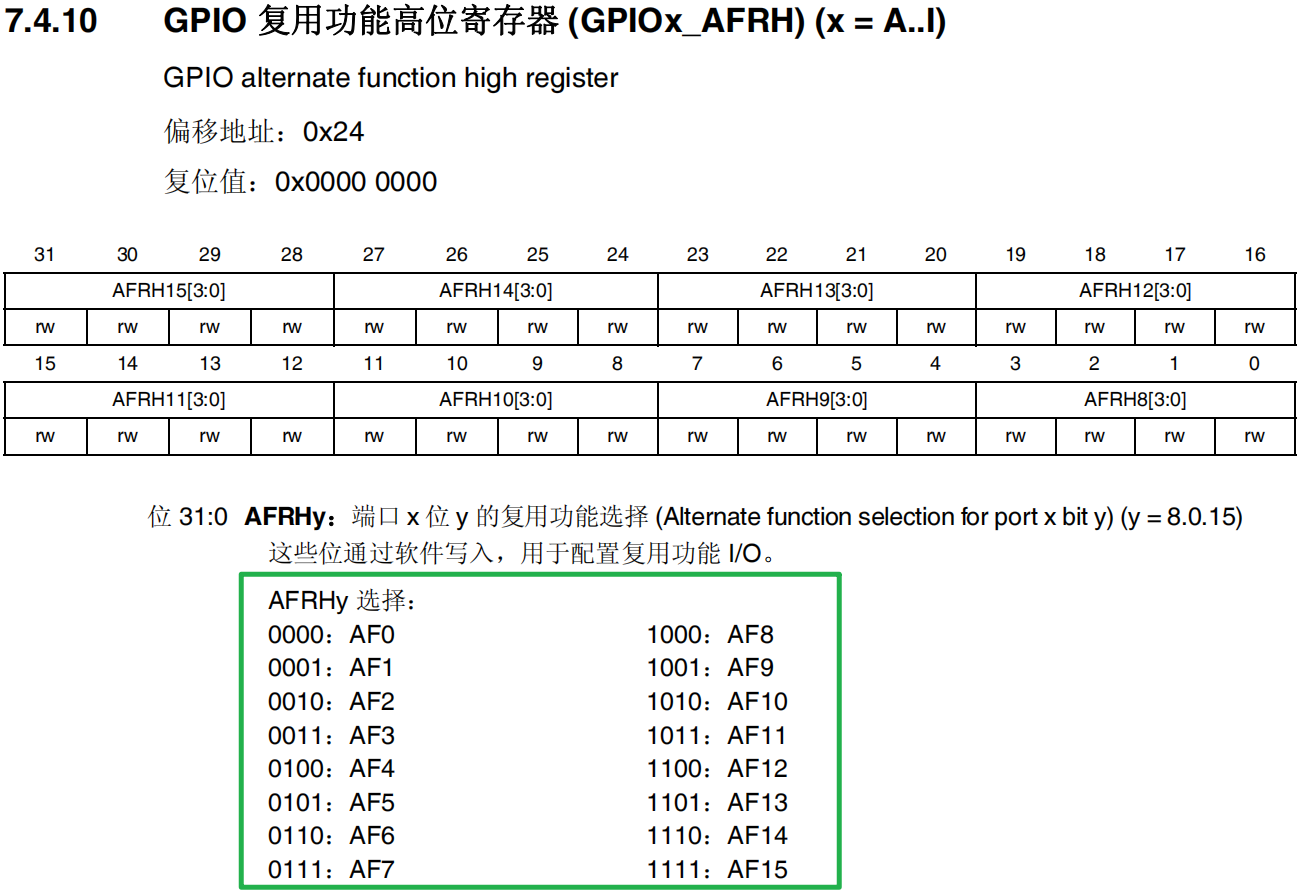 7.4.10 GPIO 复用功能高位寄存器 (GPIOx_AFRH) (x = A..I)
GPIO alternate function high register
偏移地址：0x24
复位值：0x0000 0000
31 30 29 28 27 26 25 24 23 22 21 20 19 18 17 16
AFRH15[3:0] AFRH14[3:0] AFRH13[3:0] AFRH12[3:0]
rw rw rw rw rw rw rw rw rw rw rw rw rw rw rw rw
15 14 13 12 11 10 9 8 7 6 5 4 3 2 1 0
AFRH11[3:0] AFRH10[3:0] AFRH9[3:0] AFRH8[3:0]
rw rw rw rw rw rw rw rw rw rw rw rw rw rw rw rw
位 31:0 AFRHy：端口 x 位 y 的复用功能选择 (Alternate function selection for port x bit y) (y = 8.0.15)
这些位通过软件写入，用于配置复用功能 I/O。
AFRHy 选择：
0000：AF0 1000：AF8
0001：AF1 1001：AF9
0010：AF2 1010：AF10
0011：AF3 1011：AF11
0100：AF4 1100：AF12
0101：AF5 1101：AF13
0110：AF6 1110：AF14
0111：AF7 1111：AF15